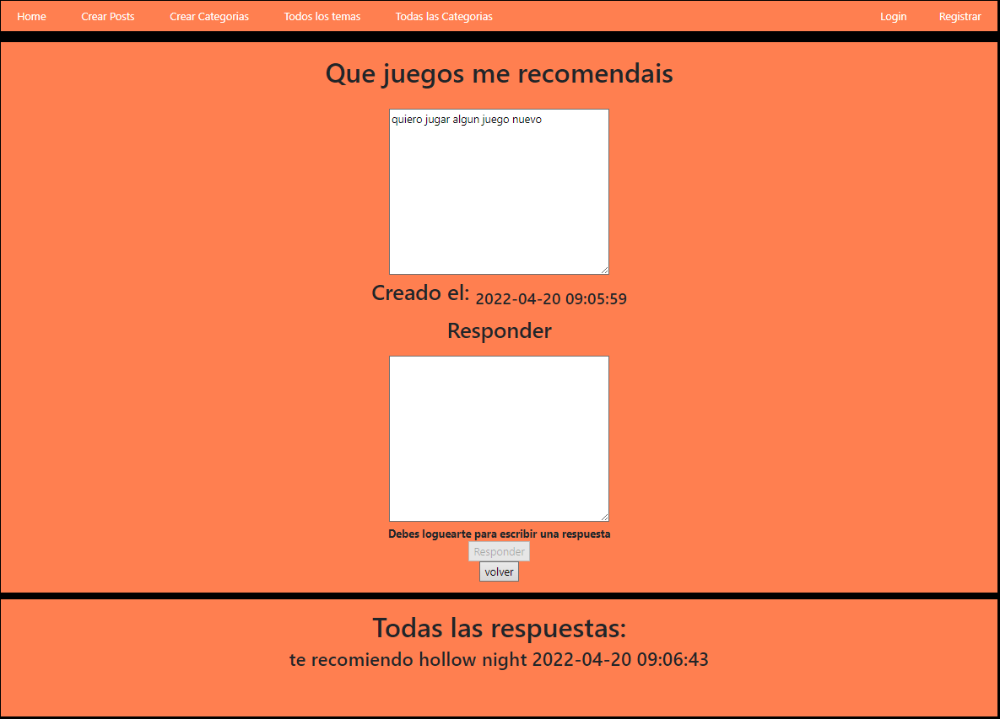 Home Crear Posts Crear Categorias Todos los temas Todas las Categorias Login Registrar
Que juegos me recomendais
quiero jugar algun juego nuevo
Creado el: 2022-04-20 09:05:59
Responder
Debes loguearte para escribir una respuesta
Responder
volver
Todas las respuestas:
te recomiendo hollow night 2022-04-20 09:06:43